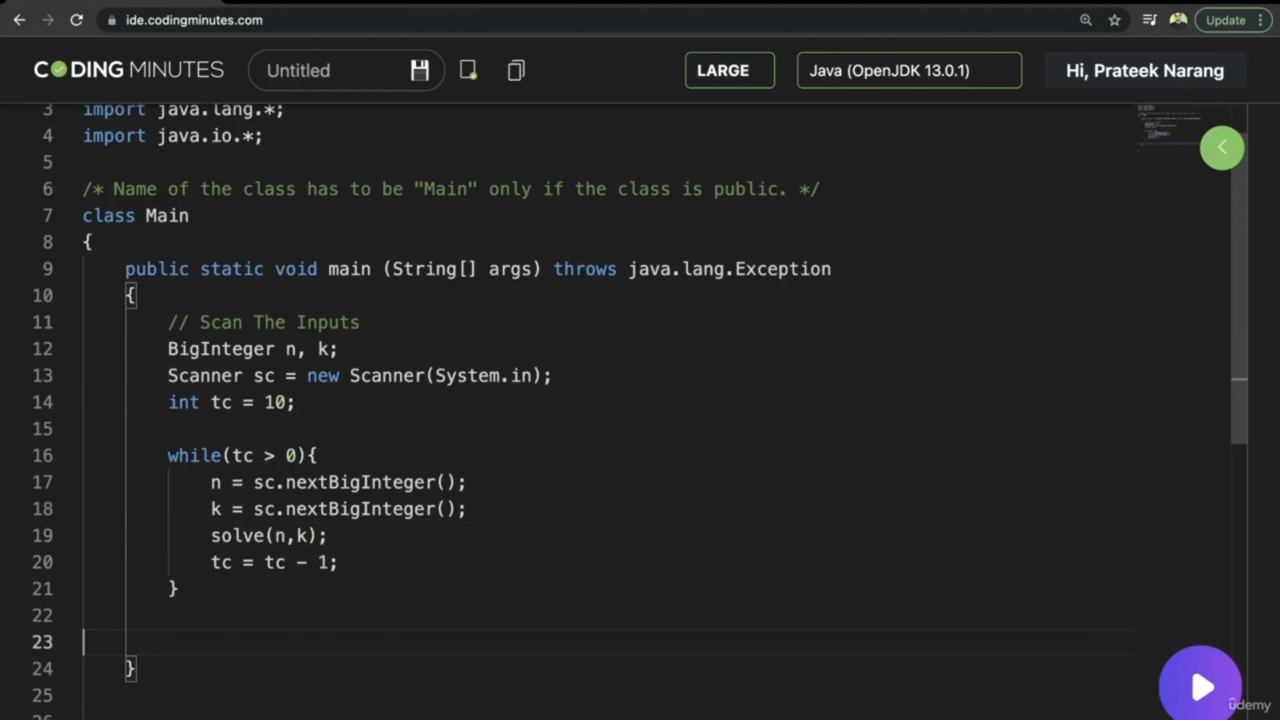 ide.codingminutes.com
Update
CODING MINUTES
Untitled
LARGE
Java (OpenJDK 13.0.1)
Hi, Prateek Narang
3 import java.lang.*;
4 import java.io.*;
5
6 /* Name of the class has to be "Main" only if the class is public. */
7 class Main
8 {
9 public static void main (String[] args) throws java.lang.Exception
10 {
11 // Scan The Inputs
12 BigInteger n, k;
13 Scanner sc = new Scanner(System.in);
14 int tc = 10;
15
16 while(tc > 0){
17 n = sc.nextBigInteger();
18 k = sc.nextBigInteger();
19 solve(n,k);
20 tc = tc - 1;
21 }
22
23
24 }
25
ûdemy